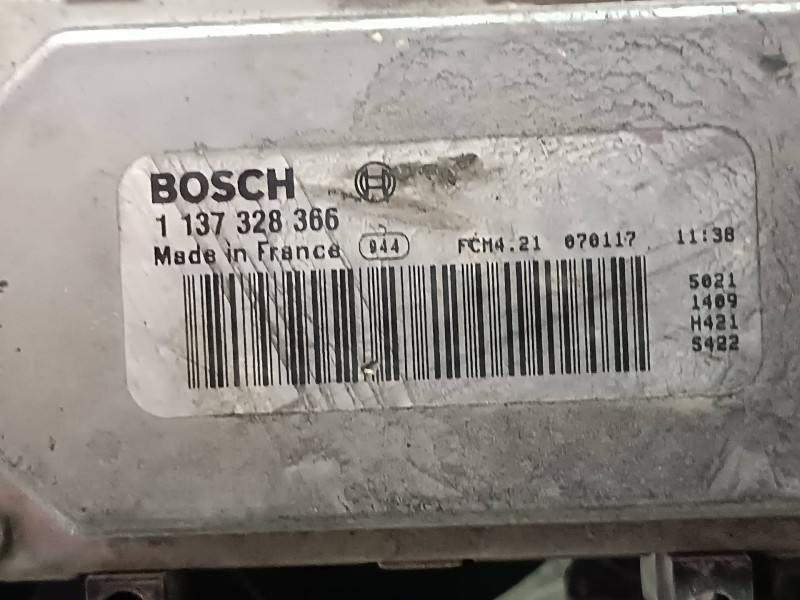 BOSCH
1 137 328 366
Made in France 944 FCM4.21 070117 11:38
5021
1409
H421
S422